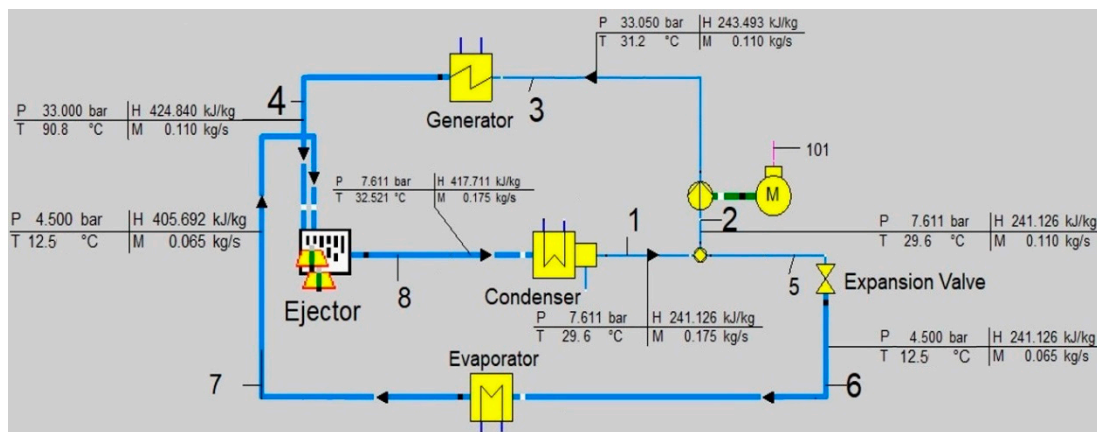 P 33.050 bar H 243.493 kJ/kg
T 31.2 °C M 0.110 kg/s
4
Generator
3
P 33.000 bar H 424.840 kJ/kg
T 90.8 °C M 0.110 kg/s
101
M
P 7.611 bar H 417.711 kJ/kg
T 32.521 °C M 0.175 kg/s
P 4.500 bar H 405.692 kJ/kg
T 12.5 °C M 0.065 kg/s
2
P 7.611 bar H 241.126 kJ/kg
T 29.6 °C M 0.110 kg/s
1
8
5
Expansion Valve
Ejector
Condenser
P 7.611 bar H 241.126 kJ/kg
T 29.6 °C M 0.175 kg/s
P 4.500 bar H 241.126 kJ/kg
T 12.5 °C M 0.065 kg/s
Evaporator
7
6